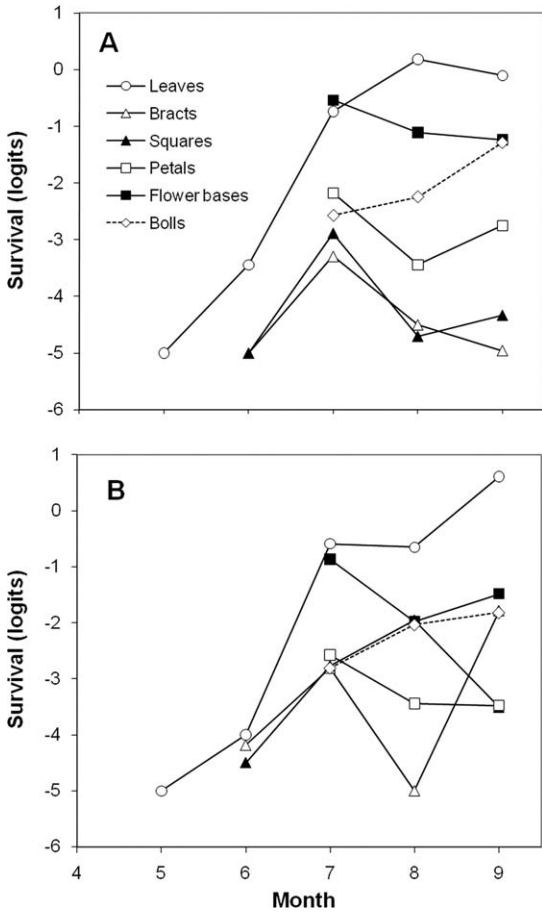 A
1
0
-1
-2
-3
-4
-5
-6
Survival (logits)
Leaves
Bracts
Squares
Petals
Flower bases
Bolls
B
1
0
-1
-2
-3
-4
-5
-6
Survival (logits)
4 5 6 7 8 9
Month